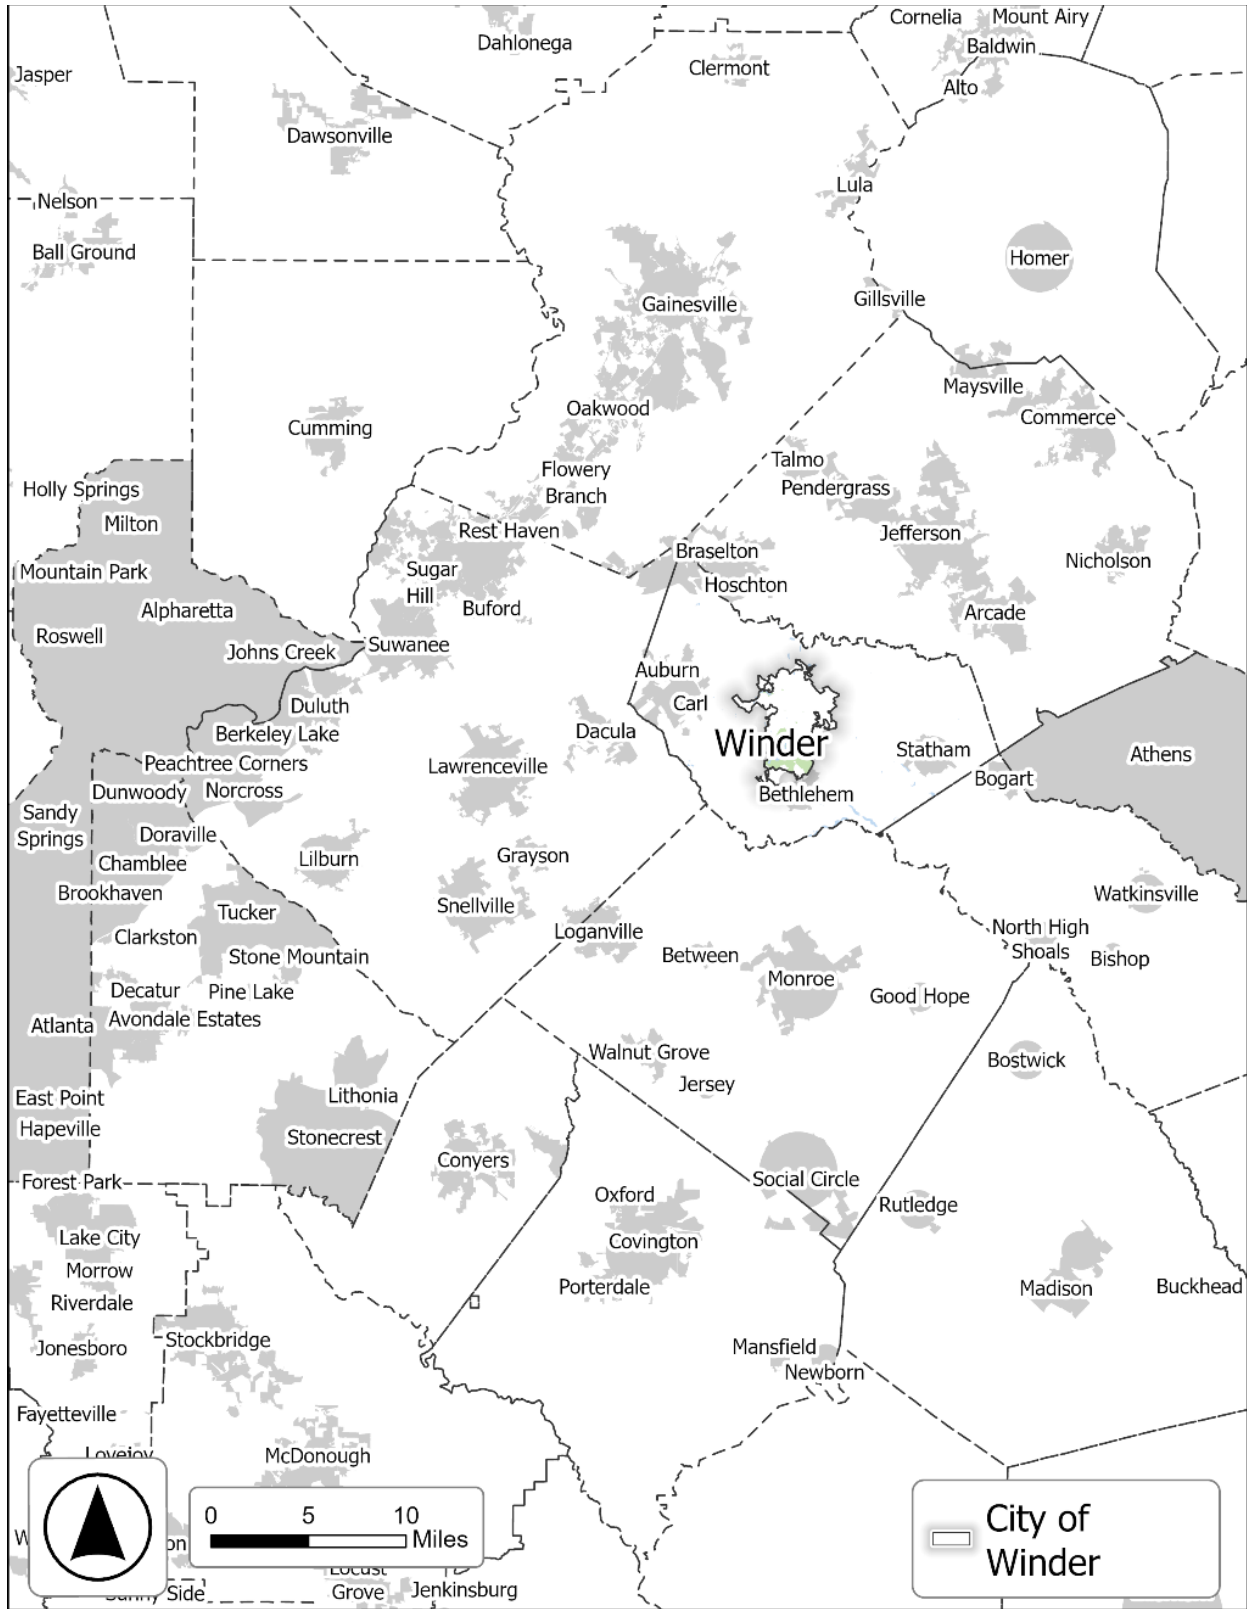 Cornelia
Mount Airy
Dahlonega
Baldwin
Clermont
Jasper
Alto
Dawsonville
Lula
Nelson
Ball Ground
Homer
Gillsville
Gainesville
Maysville
Oakwood
Commerce
Cumming
Talmo
Flowery
Branch
Pendergrass
Holly Springs
Milton
Rest Haven
Jefferson
Braselton
Nicholson
Mountain Park
Sugar
Hill
Hoschton
Alpharetta
Buford
Arcade
Roswell
Suwanee
Johns Creek
Auburn
Carl
Duluth
Berkeley Lake
Dacula
Winder
Statham
Athens
Peachtree Corners
Lawrenceville
Bogart
Dunwoody
Norcross
Bethlehem
Sandy
Springs
Doraville
Chamblee
Lilburn
Grayson
Brookhaven
Watkinsville
Snellville
Tucker
Loganville
North High
Shoals
Clarkston
Between
Bishop
Stone Mountain
Monroe
Decatur
Pine Lake
Good Hope
Atlanta
Avondale Estates
Walnut Grove
Bostwick
Jersey
East Point
Lithonia
Hapeville
Stonecrest
Conyers
Forest Park
Social Circle
Oxford
Rutledge
Lake City
Covington
Morrow
Porterdale
Madison
Buckhead
Riverdale
Jonesboro
Stockbridge
Mansfield
Newborn
Fayetteville
Lovejoy
McDonough
0 5 10
Miles
City of
Winder
Locust
Grove
Jenkinsburg
Sunny Side